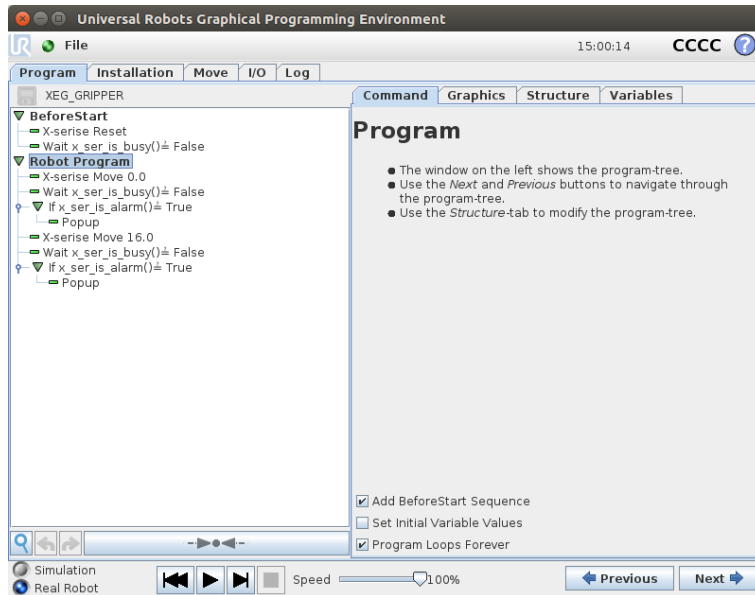 Universal Robots Graphical Programming Environment
UR File 15:00:14 CCCC ?
Program Installation Move I/O Log
XEG_GRIPPER
Command Graphics Structure Variables
BeforeStart
X-serise Reset
Wait x_ser_is_busy()≟ False
Robot Program
X-serise Move 0.0
Wait x_ser_is_busy()≟ False
If x_ser_is_alarm()≟ True
Popup
X-serise Move 16.0
Wait x_ser_is_busy()≟ False
If x_ser_is_alarm()≟ True
Popup
Program
The window on the left shows the program-tree.
Use the Next and Previous buttons to navigate through
the program-tree.
Use the Structure-tab to modify the program-tree.
Add BeforeStart Sequence
Set Initial Variable Values
Program Loops Forever
Simulation
Real Robot
Speed 100%
Previous Next